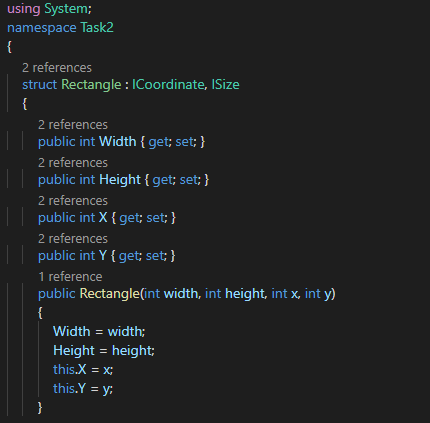 using System;
namespace Task2
{
2 references
struct Rectangle : ICoordinate, ISize
{
2 references
public int Width { get; set; }
2 references
public int Height { get; set; }
2 references
public int X { get; set; }
2 references
public int Y { get; set; }
1 reference
public Rectangle(int width, int height, int x, int y)
{
Width = width;
Height = height;
this.X = x;
this.Y = y;
}